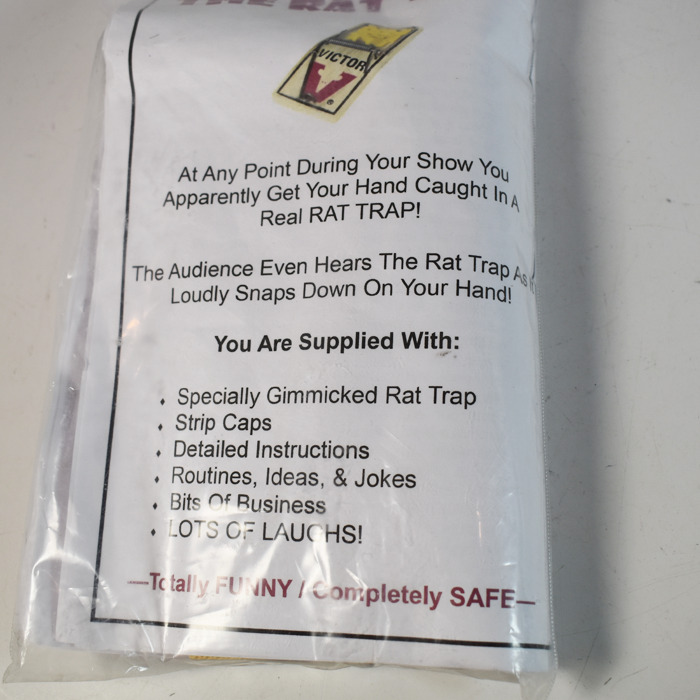 THE RAT
VICTOR
V
®
At Any Point During Your Show You
Apparently Get Your Hand Caught In A
Real RAT TRAP!
The Audience Even Hears The Rat Trap As
Loudly Snaps Down On Your Hand!
You Are Supplied With:
• Specially Gimmicked Rat Trap
• Strip Caps
• Detailed Instructions
• Routines, Ideas, & Jokes
• Bits Of Business
• LOTS OF LAUGHS!
—Totally FUNNY / Completely SAFE—